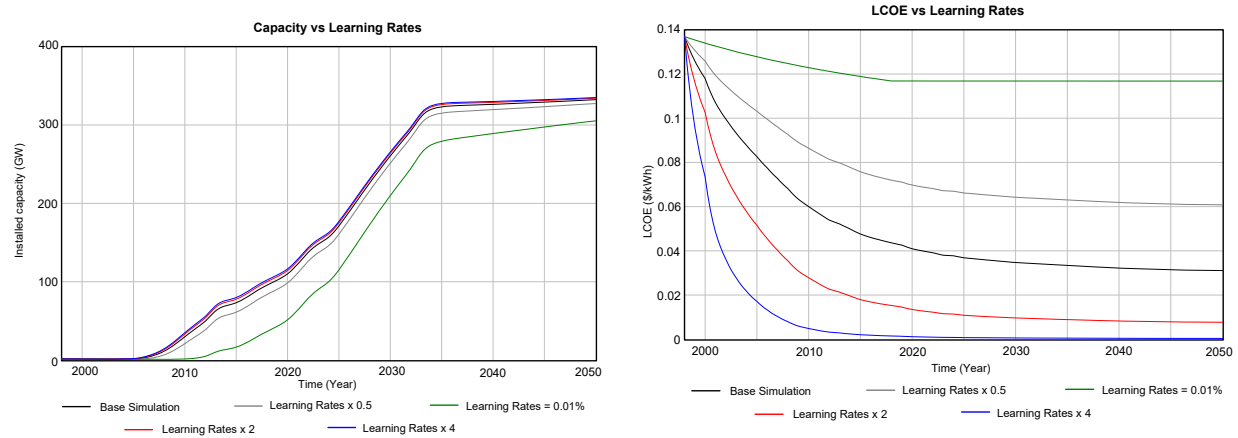 Capacity vs Learning Rates
400
300
200
100
0
Installed capacity (GW)
2000 2010 2020 2030 2040 2050
Time (Year)
Base Simulation Learning Rates x 0.5 Learning Rates = 0.01%
Learning Rates x 2 Learning Rates x 4
LCOE vs Learning Rates
0.14
0.12
0.1
0.08
0.06
0.04
0.02
0
LCOE ($/kWh)
2000 2010 2020 2030 2040 2050
Time (Year)
Base Simulation Learning Rates x 0.5 Learning Rates = 0.01%
Learning Rates x 2 Learning Rates x 4